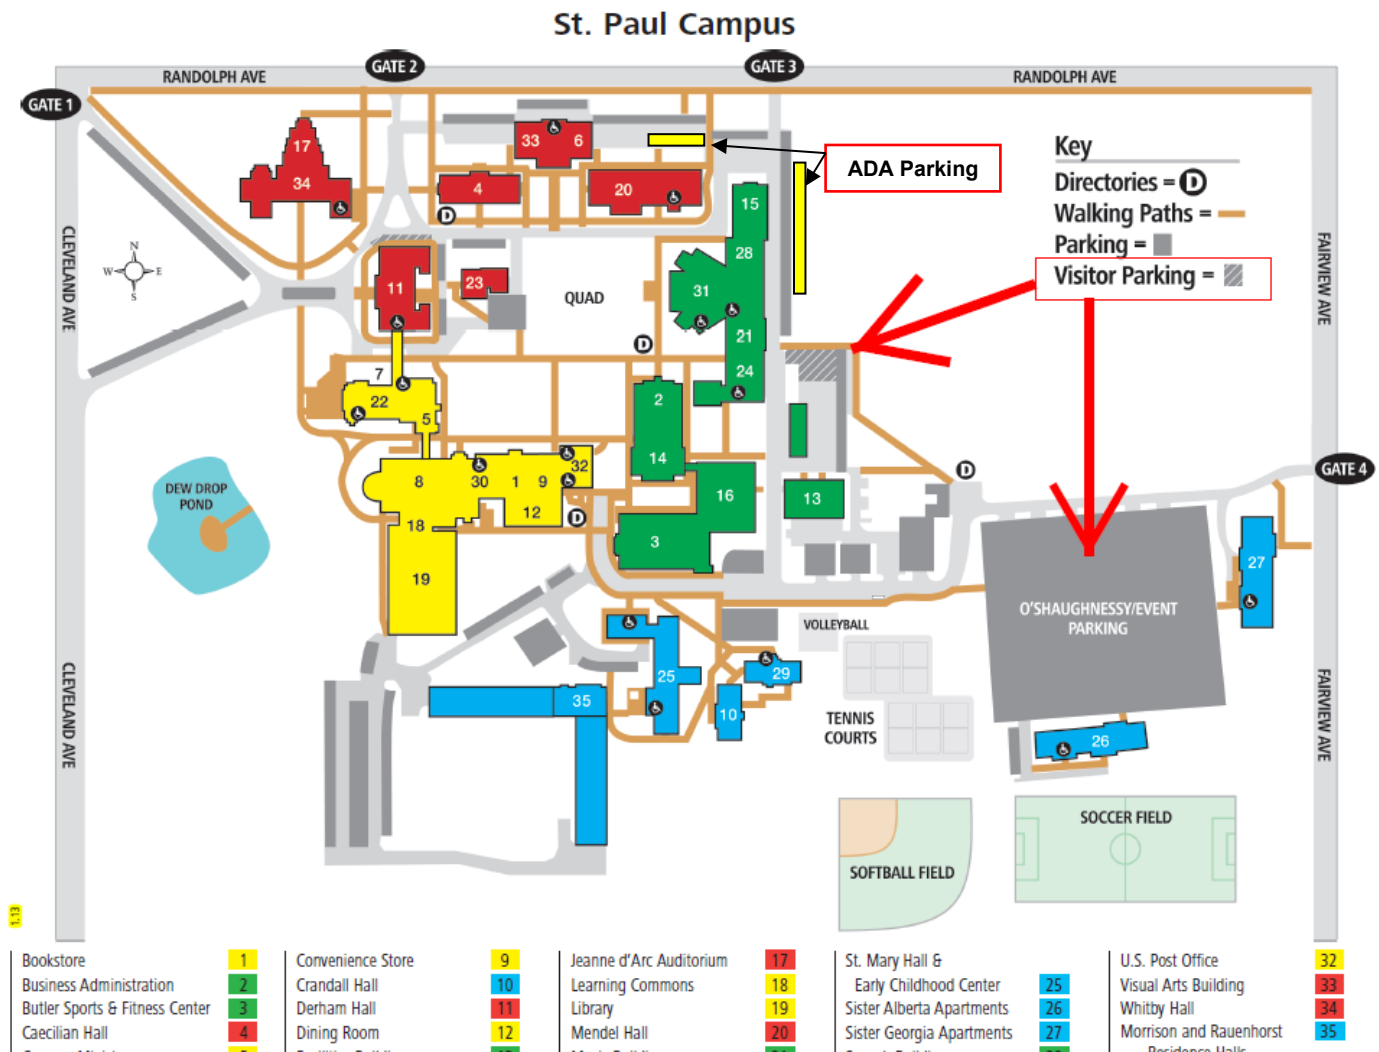 St. Paul Campus
GATE 2
GATE 3
RANDOLPH AVE
RANDOLPH AVE
GATE 1
33
6
17
34
4
20
ADA Parking
Key
Directories = D
Walking Paths =
Parking =
Visitor Parking =
D
15
28
N
W
E
S
CLEVELAND AVE
FAIRVIEW AVE
11
23
QUAD
31
21
24
D
7
22
5
2
14
GATE 4
D
DEW DROP
POND
8
30
1
9
32
12
D
18
16
13
3
19
27
O'SHAUGHNESSY/EVENT
PARKING
VOLLEYBALL
25
29
35
10
TENNIS
COURTS
26
CLEVELAND AVE
FAIRVIEW AVE
SOFTBALL FIELD
SOCCER FIELD
1.13
Bookstore 1
Business Administration 2
Butler Sports & Fitness Center 3
Caecilian Hall 4
Convenience Store 9
Crandall Hall 10
Derham Hall 11
Dining Room 12
Jeanne d'Arc Auditorium 17
Learning Commons 18
Library 19
Mendel Hall 20
St. Mary Hall &
Early Childhood Center 25
Sister Alberta Apartments 26
Sister Georgia Apartments 27
U.S. Post Office 32
Visual Arts Building 33
Whitby Hall 34
Morrison and Rauenhorst 35